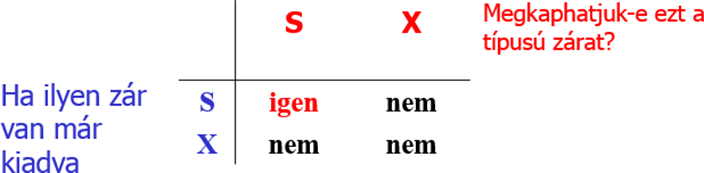 S X
Megkaphatjuk-e ezt a
típusú zárat?
Ha ilyen zár
van már
kiadva
S igen nem
X nem nem